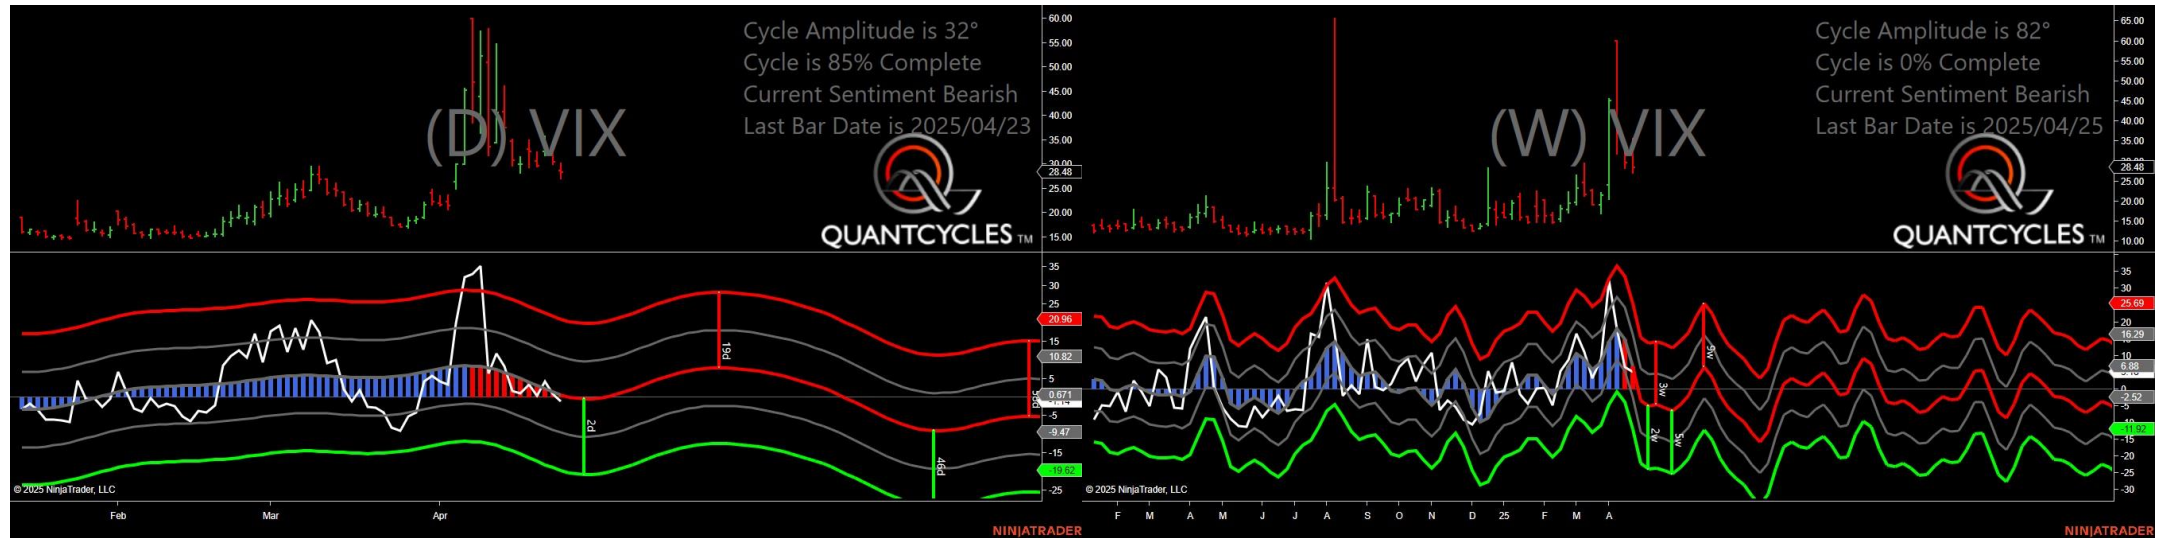 Cycle Amplitude is 32°
Cycle is 85% Complete
Current Sentiment Bearish
Last Bar Date is 2025/04/23
(D) VIX
QUANTCYCLES TM
60.00
55.00
50.00
45.00
40.00
35.00
30.00
28.48
25.00
20.00
15.00
35
30
25
20.96
15
10.82
5
0.671
-5
-9.47
-15
-19.62
-25
19d
2d
46d
© 2025 NinjaTrader, LLC
Feb Mar Apr
NINJATRADER
Cycle Amplitude is 82°
Cycle is 0% Complete
Current Sentiment Bearish
Last Bar Date is 2025/04/25
(W) VIX
QUANTCYCLES TM
65.00
60.00
55.00
50.00
45.00
40.00
35.00
28.48
25.00
20.00
15.00
10.00
35
30
25.69
20
16.29
10
6.88
0
-2.52
-5
-11.92
-15
-20
-25
-30
9w
3w
2w
5w
© 2025 NinjaTrader, LLC
F M A M J J A S O N D 25 F M A
NINJATRADER